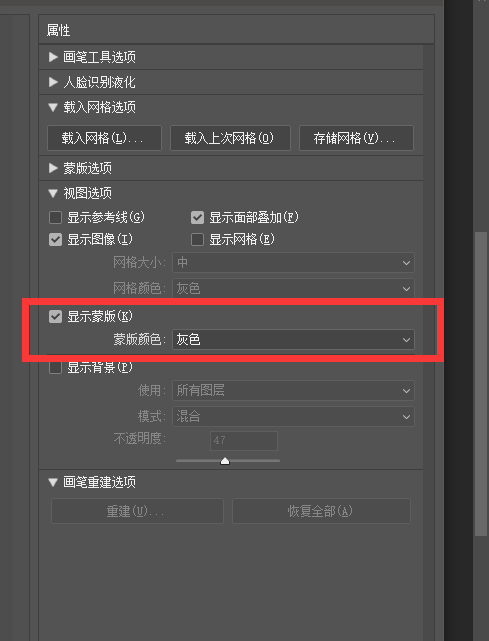 属性
画笔工具选项
人脸识别液化
载入网格选项
载入网格(L)... 载入上次网格(O) 存储网格(V)...
蒙版选项
视图选项
显示参考线(G) 显示面部叠加(F)
显示图像(I) 显示网格(E)
网格大小: 中
网格颜色: 灰色
显示蒙版(K)
蒙版颜色: 灰色
显示背景(P)
使用: 所有图层
模式: 混合
不透明度: 47
画笔重建选项
重建(U)... 恢复全部(A)